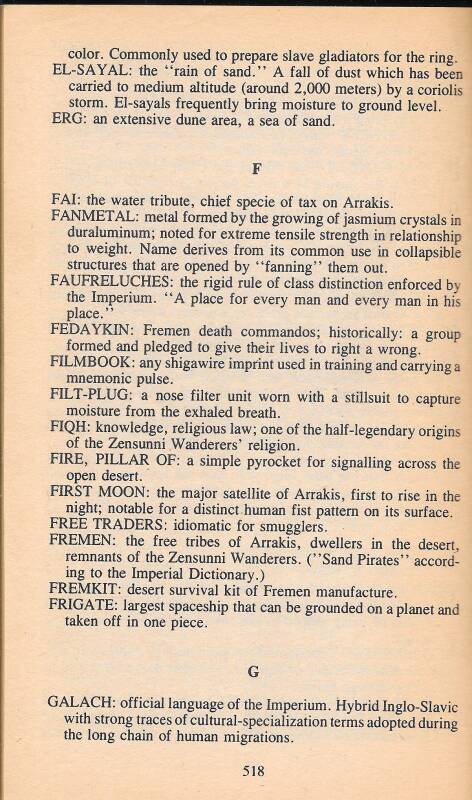 color. Commonly used to prepare slave gladiators for the ring.
EL-SAYAL: the “rain of sand.” A fall of dust which has been
carried to medium altitude (around 2,000 meters) by a coriolis
storm. El-sayals frequently bring moisture to ground level.
ERG: an extensive dune area, a sea of sand.
F
FAI: the water tribute, chief specie of tax on Arrakis.
FANMETAL: metal formed by the growing of jasmium crystals in
duraluminum; noted for extreme tensile strength in relationship
to weight. Name derives from its common use in collapsible
structures that are opened by “fanning” them out.
FAUFRELUCHES: the rigid rule of class distinction enforced by
the Imperium. “A place for every man and every man in his
place.”
FEDAYKIN: Fremen death commandos; historically: a group
formed and pledged to give their lives to right a wrong.
FILMBOOK: any shigawire imprint used in training and carrying a
mnemonic pulse.
FILT-PLUG: a nose filter unit worn with a stillsuit to capture
moisture from the exhaled breath.
FIQH: knowledge, religious law; one of the half-legendary origins
of the Zensunni Wanderers’ religion.
FIRE, PILLAR OF: a simple pyrocket for signalling across the
open desert.
FIRST MOON: the major satellite of Arrakis, first to rise in the
night; notable for a distinct human fist pattern on its surface.
FREE TRADERS: idiomatic for smugglers.
FREMEN: the free tribes of Arrakis, dwellers in the desert,
remnants of the Zensunni Wanderers. (”Sand Pirates” accord-
ing to the Imperial Dictionary.)
FREMKIT: desert survival kit of Fremen manufacture.
FRIGATE: largest spaceship that can be grounded on a planet and
taken off in one piece.
G
GALACH: official language of the Imperium. Hybrid Inglo-Slavic
with strong traces of cultural-specialization terms adopted during
the long chain of human migrations.
518